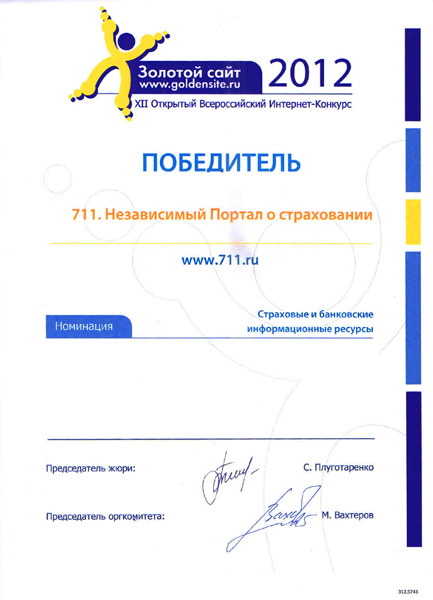 Золотой сайт
www.goldensite.ru
2012
XII Открытый Всероссийский Интернет-Конкурс
ПОБЕДИТЕЛЬ
711. Независимый Портал о страховании
www.711.ru
Номинация
Страховые и банковские
информационные ресурсы
Председатель жюри:
С. Плуготаренко
Председатель оргкомитета:
М. Вахтеров
312.5743